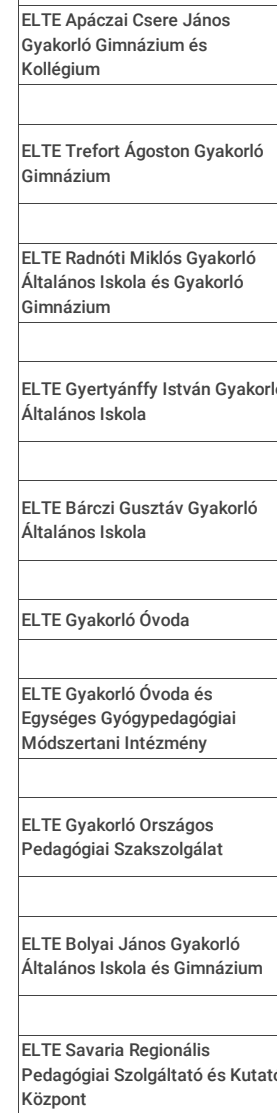 ELTE Apáczai Csere János
Gyakorló Gimnázium és
Kollégium
ELTE Trefort Ágoston Gyakorló
Gimnázium
ELTE Radnóti Miklós Gyakorló
Általános Iskola és Gyakorló
Gimnázium
ELTE Gyertyánffy István Gyakorló
Általános Iskola
ELTE Bárczi Gusztáv Gyakorló
Általános Iskola
ELTE Gyakorló Óvoda
ELTE Gyakorló Óvoda és
Egységes Gyógypedagógiai
Módszertani Intézmény
ELTE Gyakorló Országos
Pedagógiai Szakszolgálat
ELTE Bolyai János Gyakorló
Általános Iskola és Gimnázium
ELTE Savaria Regionális
Pedagógiai Szolgáltató és Kutató
Központ